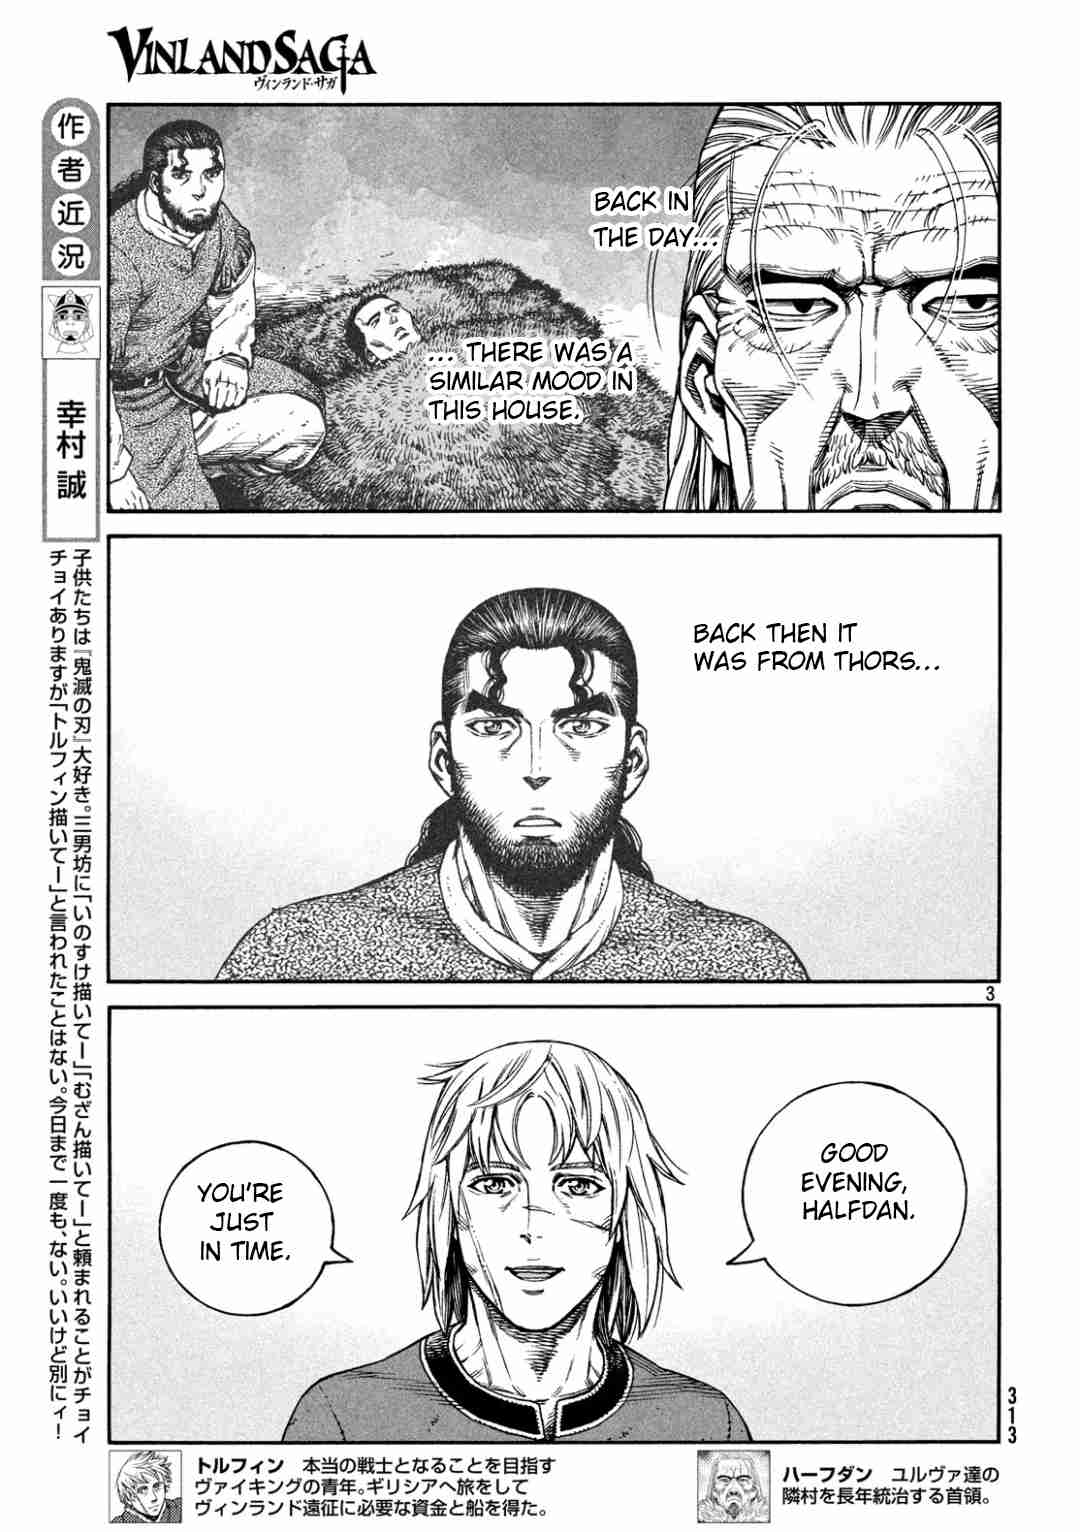 VINLAND SAGA
ヴィンランド・サガ
作者近況
幸村誠
子供たちは『鬼滅の刃』大好き。三男坊に「いのすけ描いてー」「むざん描いてー」と頼まれることがチョイ
チョイありますが「トルフィン描いてー」と言われたことはない。今日まで一度も、ない。いいけど別にィ!
BACK IN
THE DAY...
... THERE WAS A
SIMILAR MOOD IN
THIS HOUSE.
BACK THEN IT
WAS FROM THORS...
3
GOOD
EVENING,
HALFDAN.
YOU'RE
JUST
IN TIME.
313
トルフィン 本当の戦士となることを目指す
ヴァイキングの青年。ギリシアへ旅をして
ヴィンランド遠征に必要な資金と船を得た。
ハーフダン ユルヴァ達の
隣村を長年統治する首領。